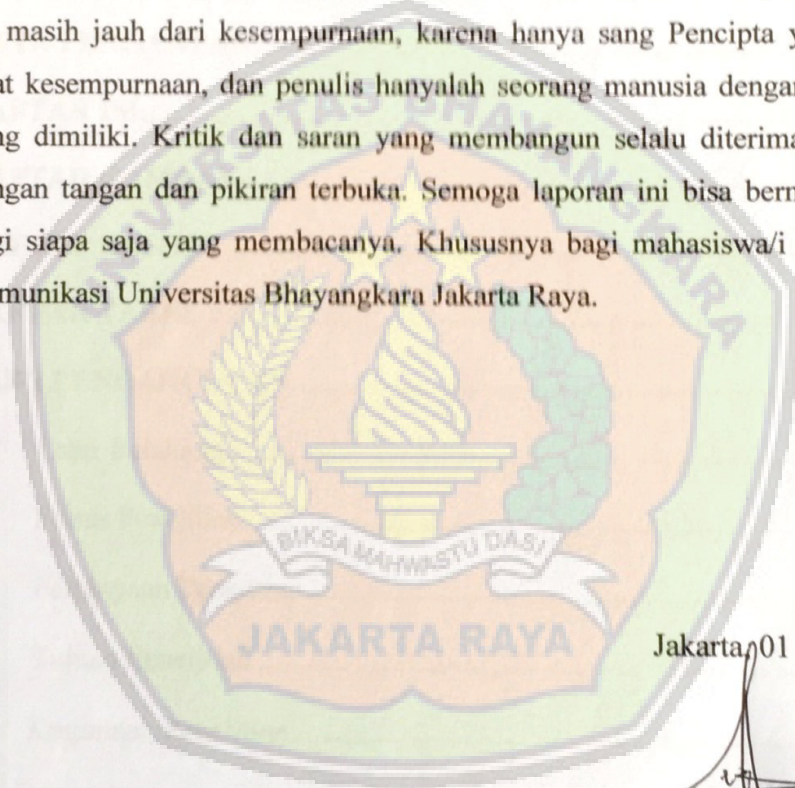 masih jauh dari kesempurnaan, karena hanya sang Pencipta y
at kesempurnaan, dan penulis hanyalah seorang manusia dengan
ng dimiliki. Kritik dan saran yang membangun selalu diterima
ngan tangan dan pikiran terbuka. Semoga laporan ini bisa berm
gi siapa saja yang membacanya. Khususnya bagi mahasiswa/i
munikasi Universitas Bhayangkara Jakarta Raya.
UNIVERSITAS BHAYANGKARA
BIKSA MAHWASTU DASI
JAKARTA RAYA
Jakarta, 01